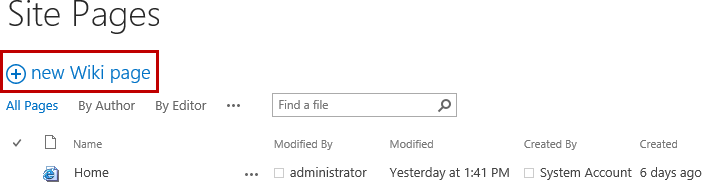 Site Pages
new Wiki page
All Pages By Author By Editor ... Find a file
Name Modified By Modified Created By Created
Home ... administrator Yesterday at 1:41 PM System Account 6 days ago